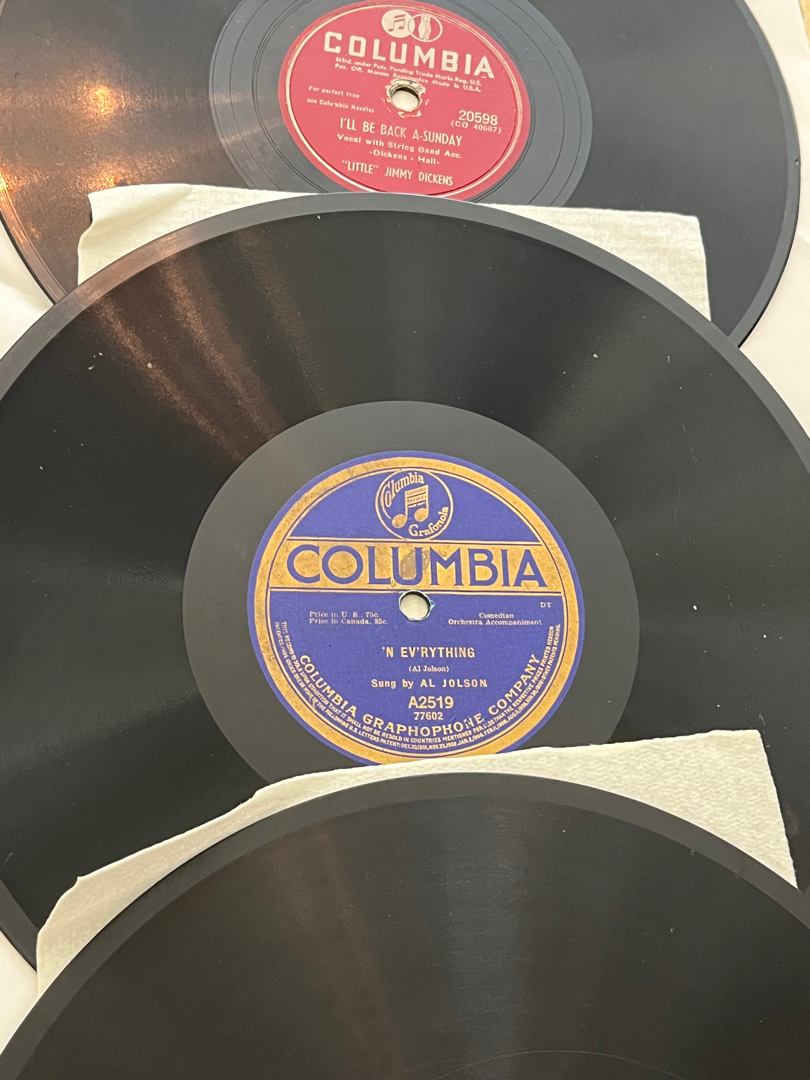 COLUMBIA
Mfrd. under Pats. Pending Trade Marks Reg. U.S.
Pat. Off. Marcas Registradas Made in U.S.A.
For perfect tone
use Columbia Needles
20598
(CO 40687)
I'LL BE BACK A-SUNDAY
Vocal with String Band Acc.
-Dickens - Hall-
"LITTLE" JIMMY DICKENS
Columbia
Grafonola
COLUMBIA
DY
Price in U. S., 75c.
Price in Canada, 85c.
Comedian
Orchestra Accompaniment
'N EV'RYTHING
(Al Jolson)
Sung by AL JOLSON
A2519
77602
COLUMBIA GRAPHOPHONE COMPANY